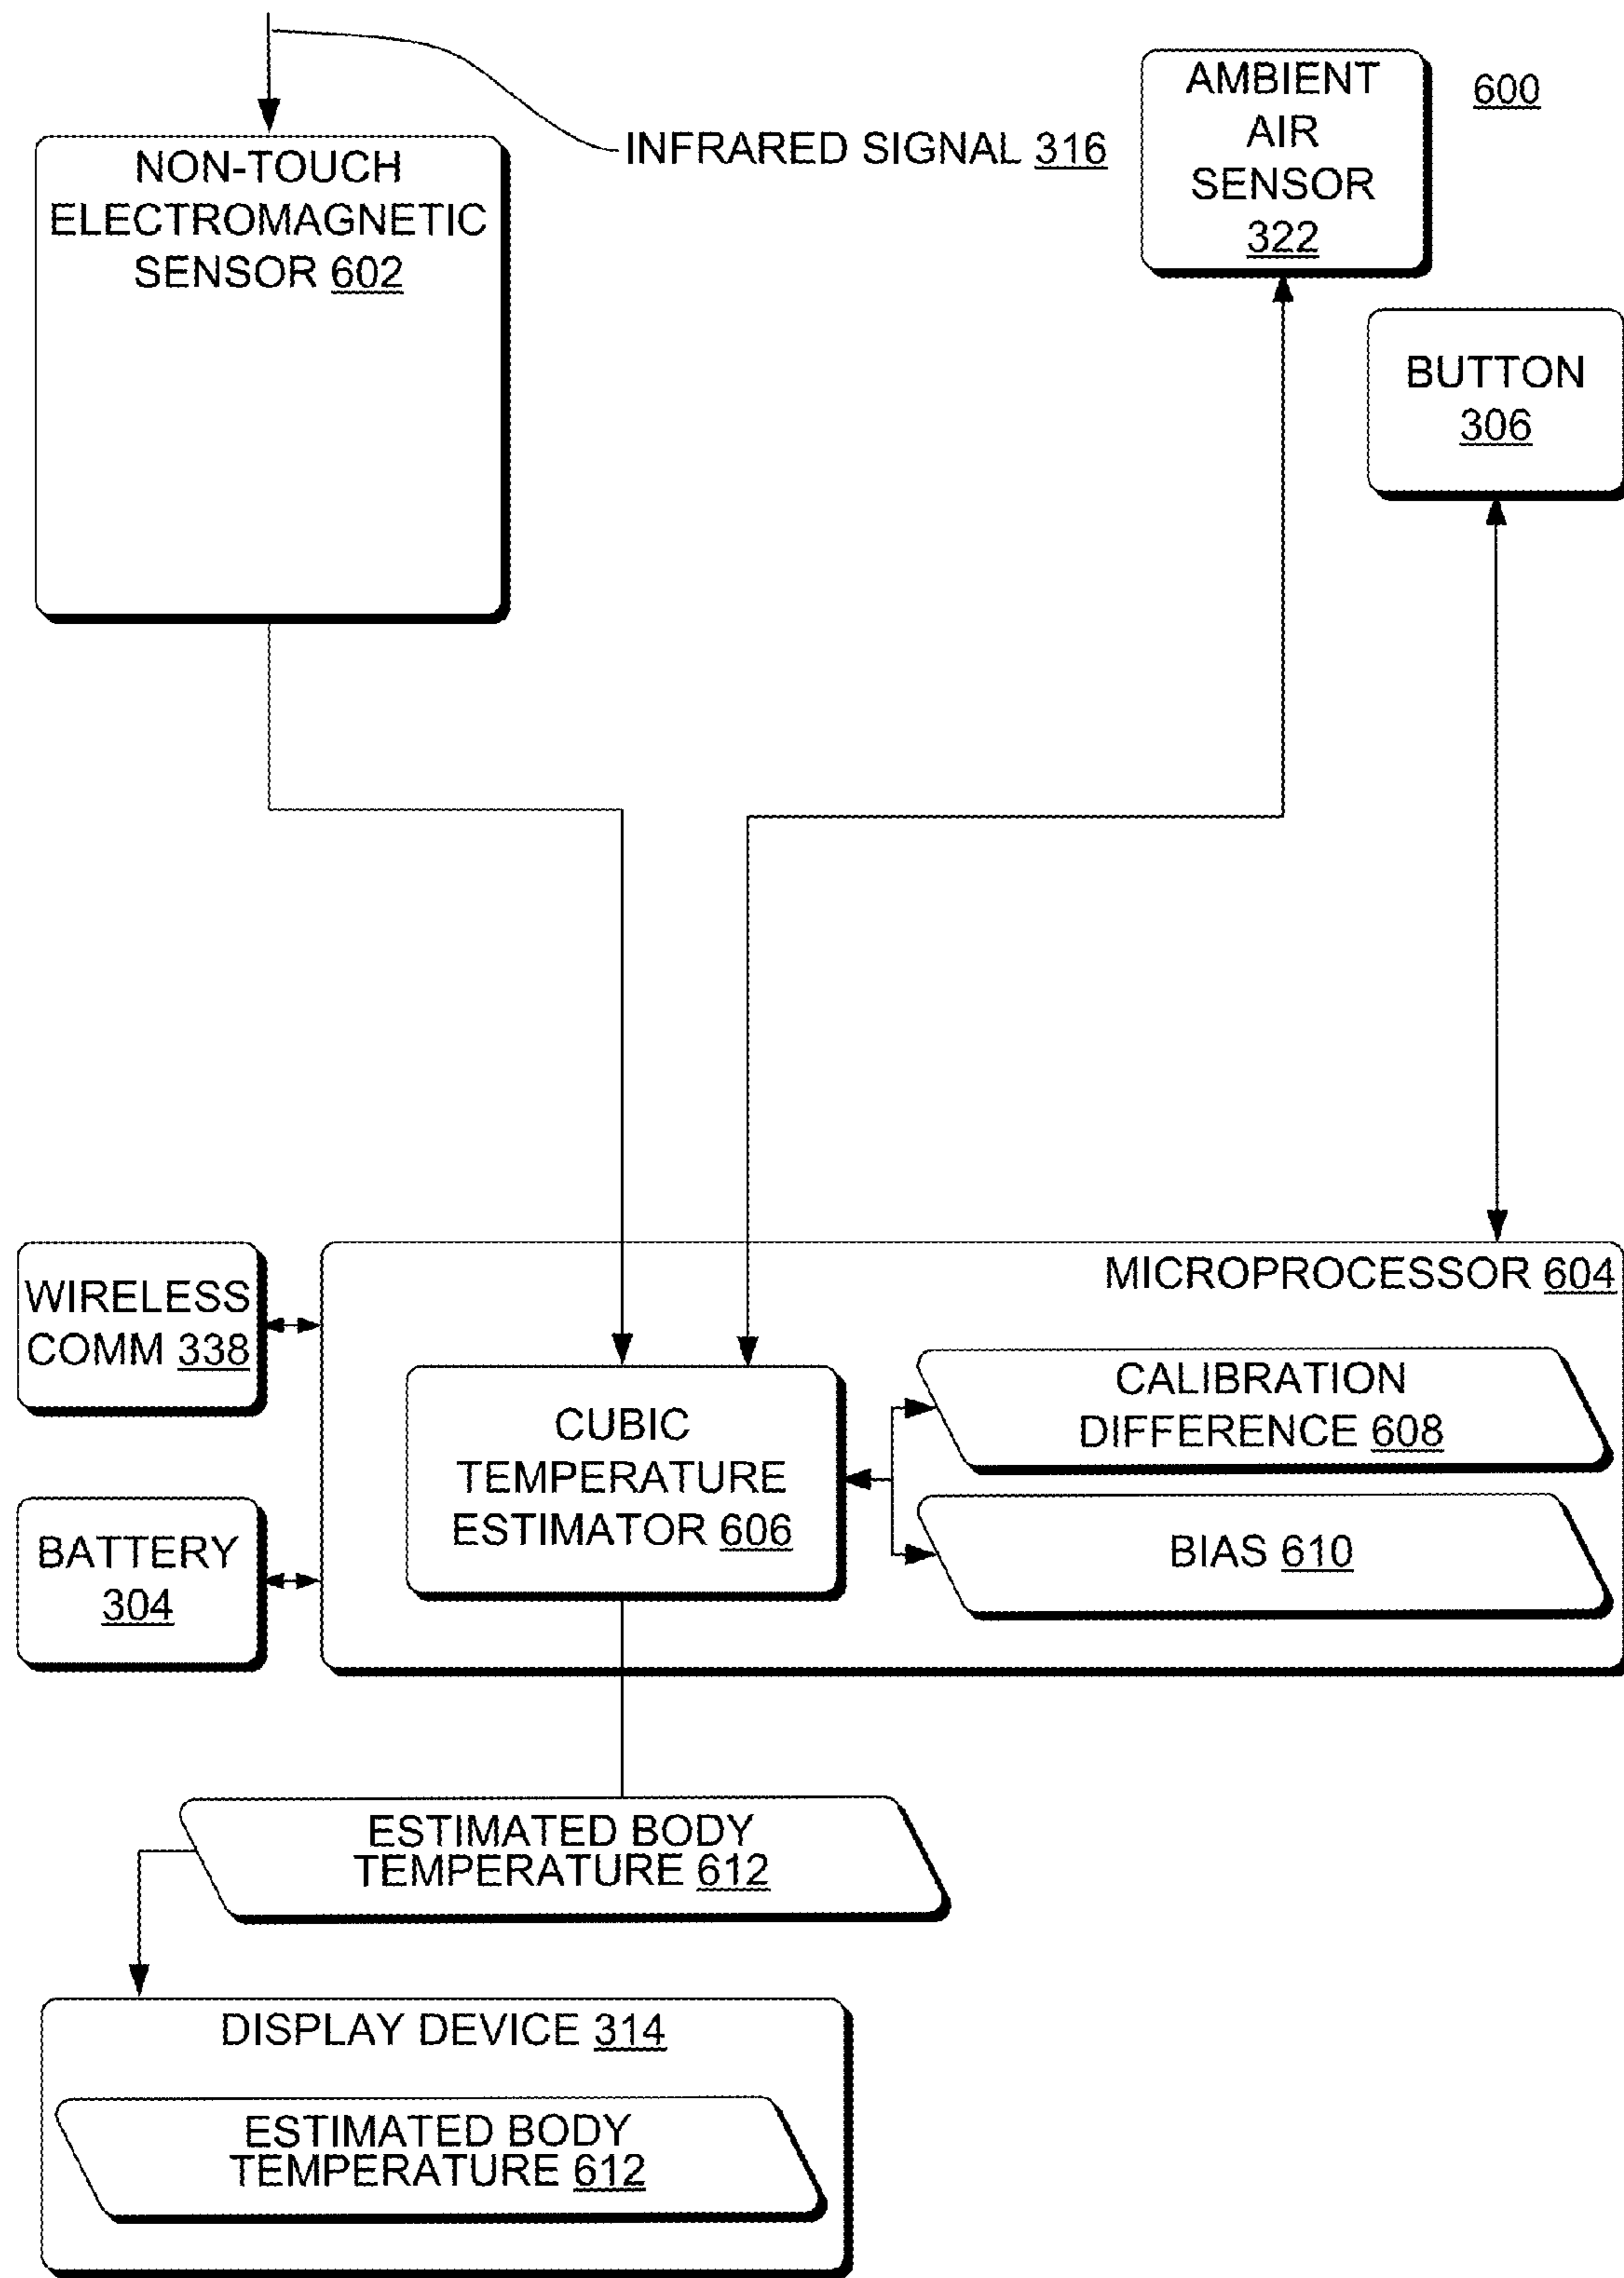 NON-TOUCH
ELECTROMAGNETIC
SENSOR 602
INFRARED SIGNAL 316
AMBIENT
AIR
SENSOR
322
600
BUTTON
306
WIRELESS
COMM 338
BATTERY
304
MICROPROCESSOR 604
CUBIC
TEMPERATURE
ESTIMATOR 606
CALIBRATION
DIFFERENCE 608
BIAS 610
ESTIMATED BODY
TEMPERATURE 612
DISPLAY DEVICE 314
ESTIMATED BODY
TEMPERATURE 612